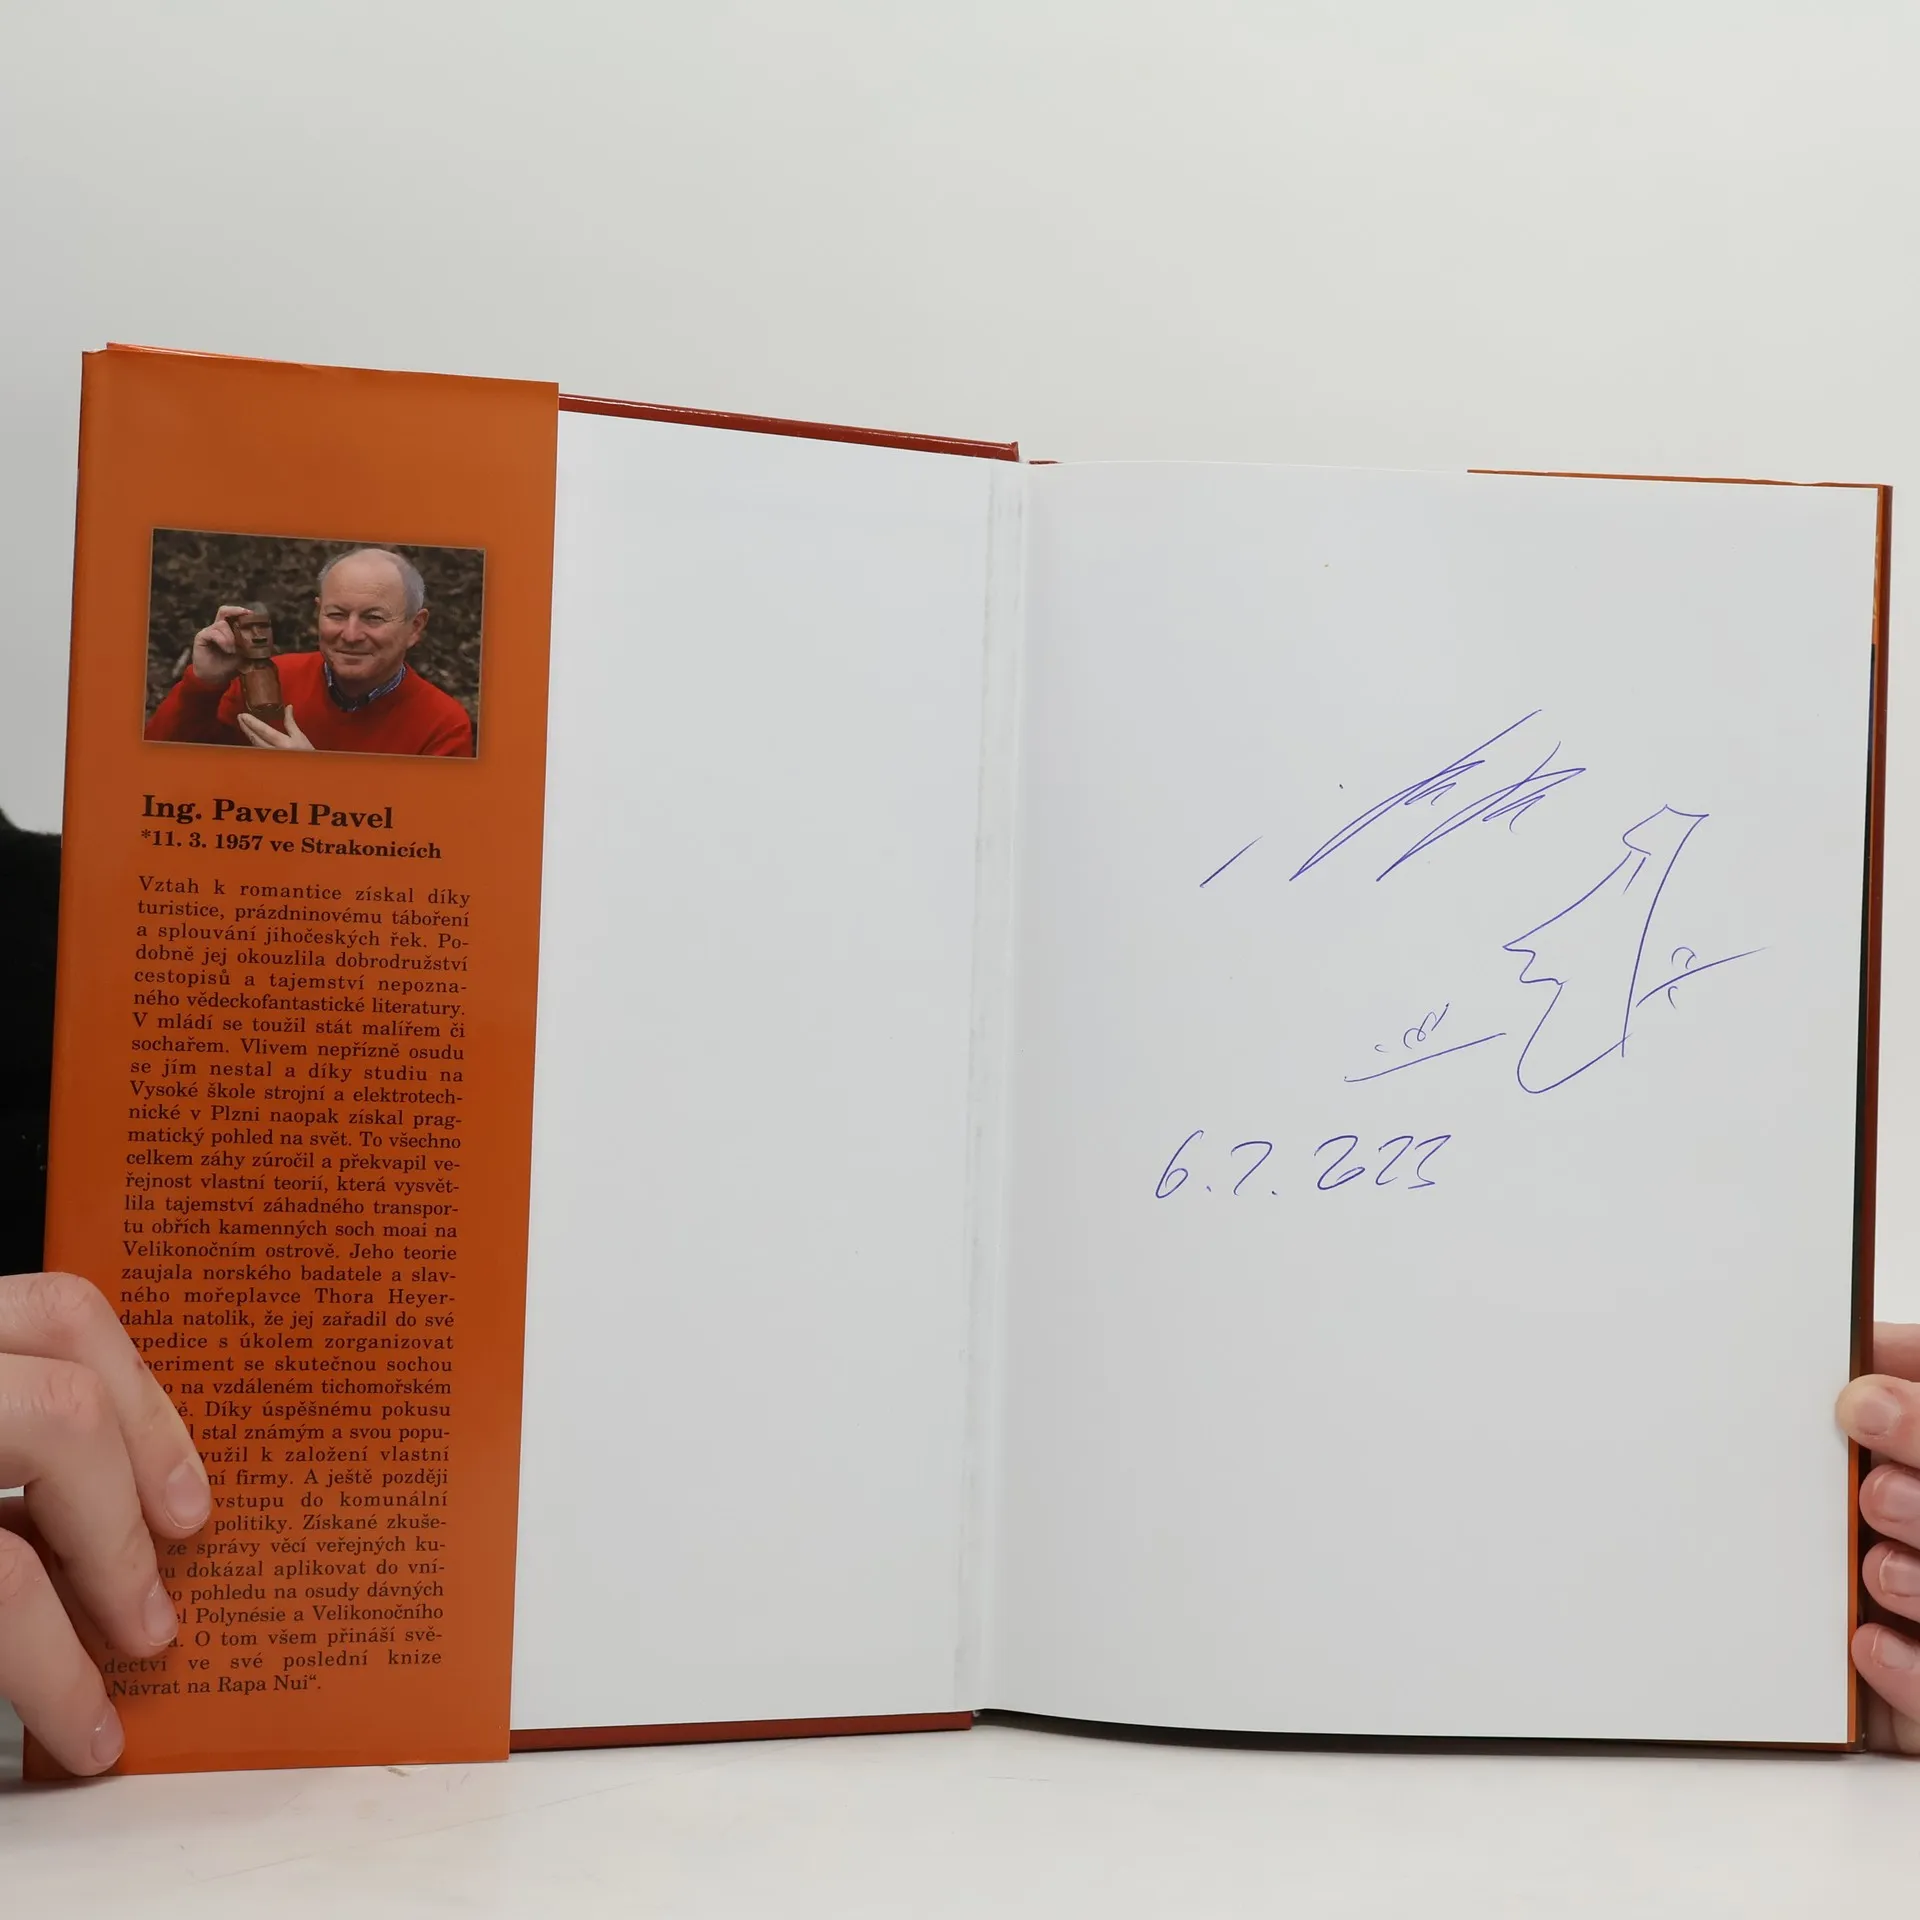 Ing. Pavel Pavel
*11. 3. 1957 ve Strakonicích
Vztah k romantice získal díky
turistice, prázdninovému táboření
a splouvání jihočeských řek. Po-
dobně jej okouzlila dobrodružství
cestopisů a tajemství nepozna-
ného vědeckofantastické literatury.
V mládí se toužil stát malířem či
sochařem. Vlivem nepřízně osudu
se jím nestal a díky studiu na
Vysoké škole strojní a elektrotech-
nické v Plzni naopak získal prag-
matický pohled na svět. To všechno
celkem záhy zúročil a překvapil ve-
řejnost vlastní teorií, která vysvět-
lila tajemství záhadného transpor-
tu obřích kamenných soch moai na
Velikonočním ostrově. Jeho teorie
zaujala norského badatele a slav-
ného mořeplavce Thora Heyer-
dahla natolik, že jej zařadil do své
xpedice s úkolem zorganizovat
periment se skutečnou sochou
na vzdáleném tichomořském
ě. Díky úspěšnému pokusu
l stal známým a svou popu-
yužil k založení vlastní
ní firmy. A ještě později
vstupu do komunální
politiky. Získané zkuše-
ze správy věcí veřejných ku-
u dokázal aplikovat do vní-
o pohledu na osudy dávných
el Polynésie a Velikonočního
a. O tom všem přináší svě-
dectví ve své poslední knize
„Návrat na Rapa Nui“.
6. 7. 2023